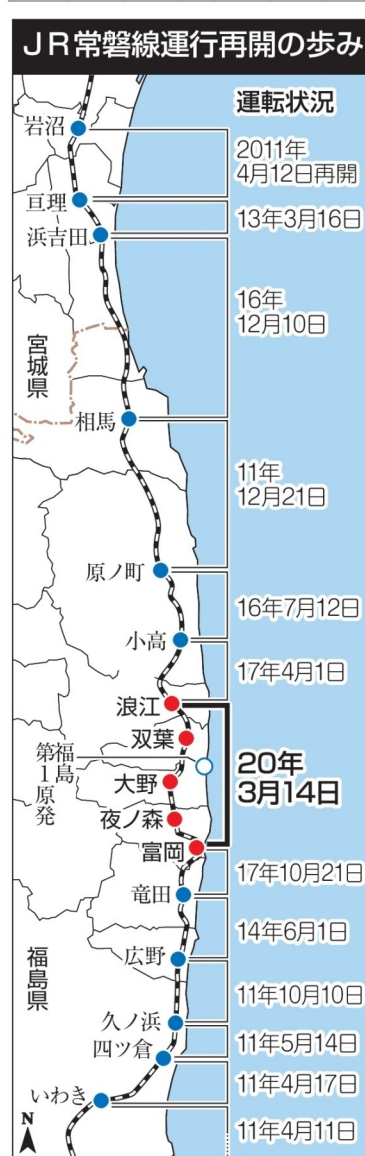 JR常磐線運行再開の歩み
運転状況
岩沼
2011年
4月12日再開
亘理
13年3月16日
浜吉田
16年
12月10日
宮城県
相馬
11年
12月21日
原ノ町
16年7月12日
小高
17年4月1日
浪江
双葉
福島
第1原発
20年
3月14日
大野
夜ノ森
富岡
17年10月21日
竜田
14年6月1日
広野
福島県
11年10月10日
久ノ浜
11年5月14日
四ツ倉
11年4月17日
いわき
11年4月11日
N